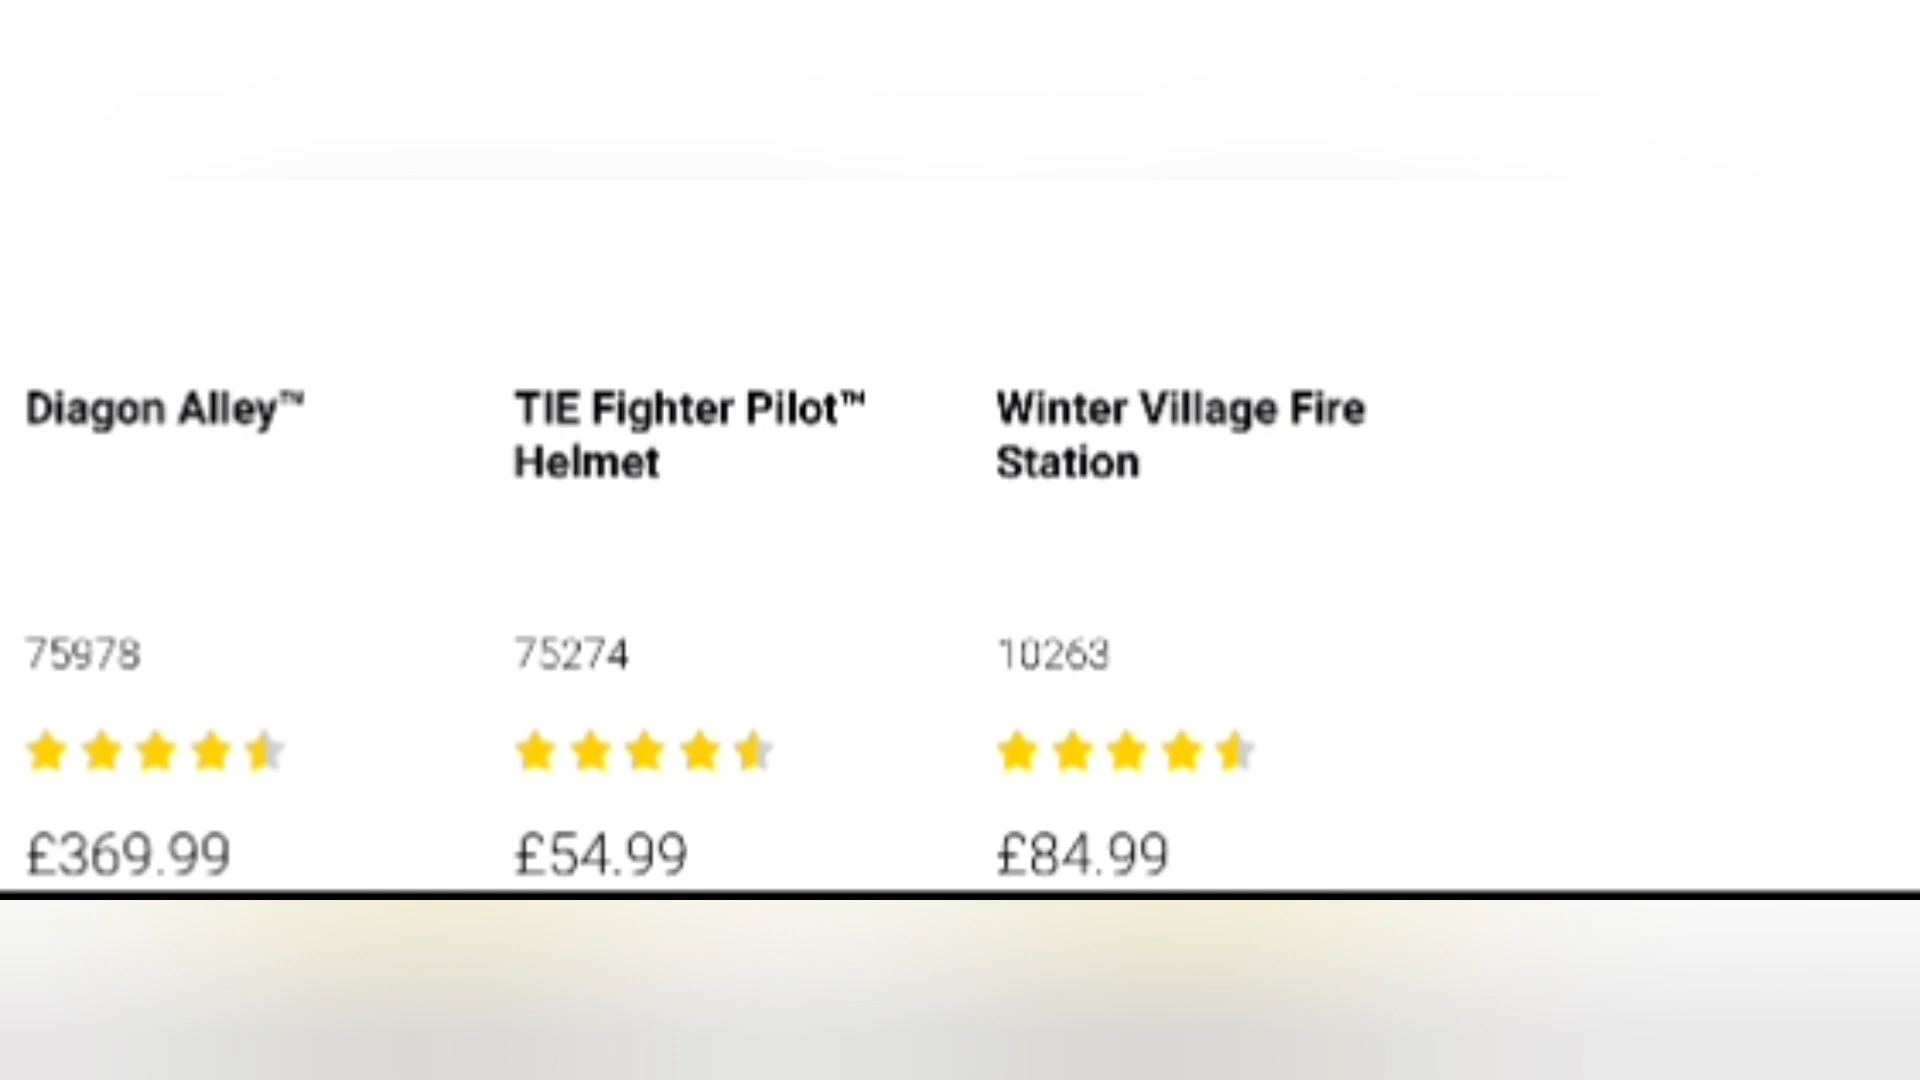 Diagon Alley™
TIE Fighter Pilot™
Helmet
Winter Village Fire
Station
75978
75274
10263
£369.99
£54.99
£84.99